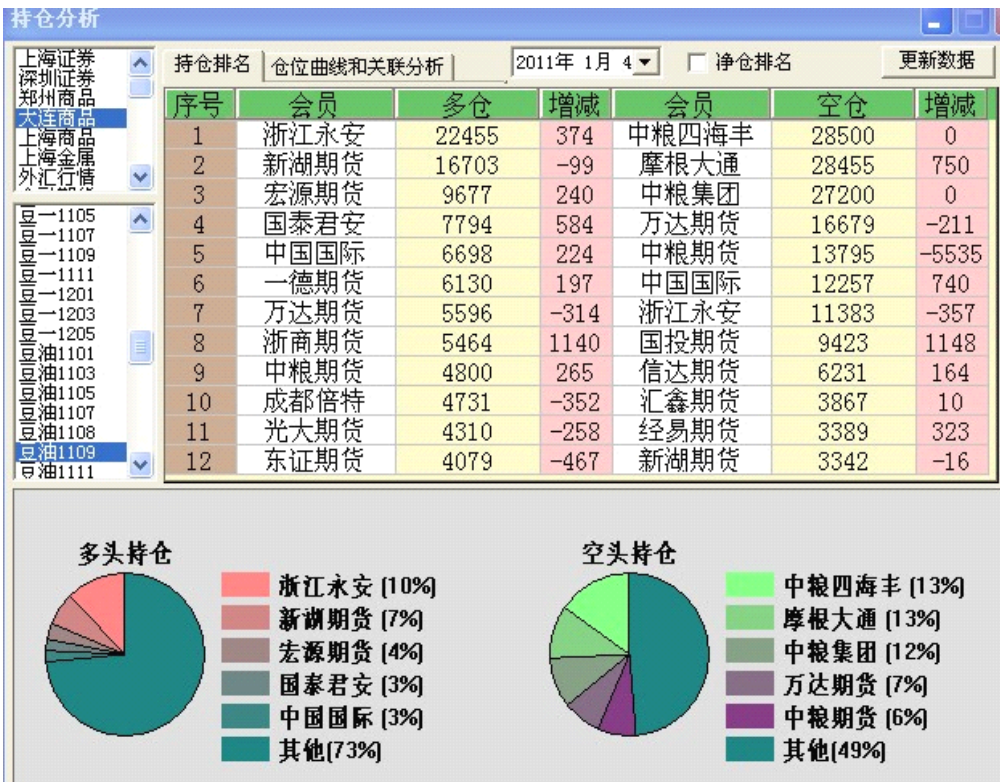 持仓分析
上海证券
深圳证券
郑州商品
大连商品
上海商品
上海金属
外汇行情
豆一1105
豆一1107
豆一1109
豆一1111
豆一1201
豆一1203
豆一1205
豆油1101
豆油1103
豆油1105
豆油1107
豆油1108
豆油1109
豆油1111
持仓排名 仓位曲线和关联分析 2011年 1月 4 净仓排名 更新数据
序号 会员 多仓 增减 会员 空仓 增减
1 浙江永安 22455 374 中粮四海丰 28500 0
2 新湖期货 16703 -99 摩根大通 28455 750
3 宏源期货 9677 240 中粮集团 27200 0
4 国泰君安 7794 584 万达期货 16679 -211
5 中国国际 6698 224 中粮期货 13795 -5535
6 一德期货 6130 197 中国国际 12257 740
7 万达期货 5596 -314 浙江永安 11383 -357
8 浙商期货 5464 1140 国投期货 9423 1148
9 中粮期货 4800 265 信达期货 6231 164
10 成都倍特 4731 -352 汇鑫期货 3867 10
11 光大期货 4310 -258 经易期货 3389 323
12 东证期货 4079 -467 新湖期货 3342 -16
多头持仓
浙江永安 (10%)
新湖期货 (7%)
宏源期货 (4%)
国泰君安 (3%)
中国国际 (3%)
其他(73%)
空头持仓
中粮四海丰 (13%)
摩根大通 (13%)
中粮集团 (12%)
万达期货 (7%)
中粮期货 (6%)
其他(49%)